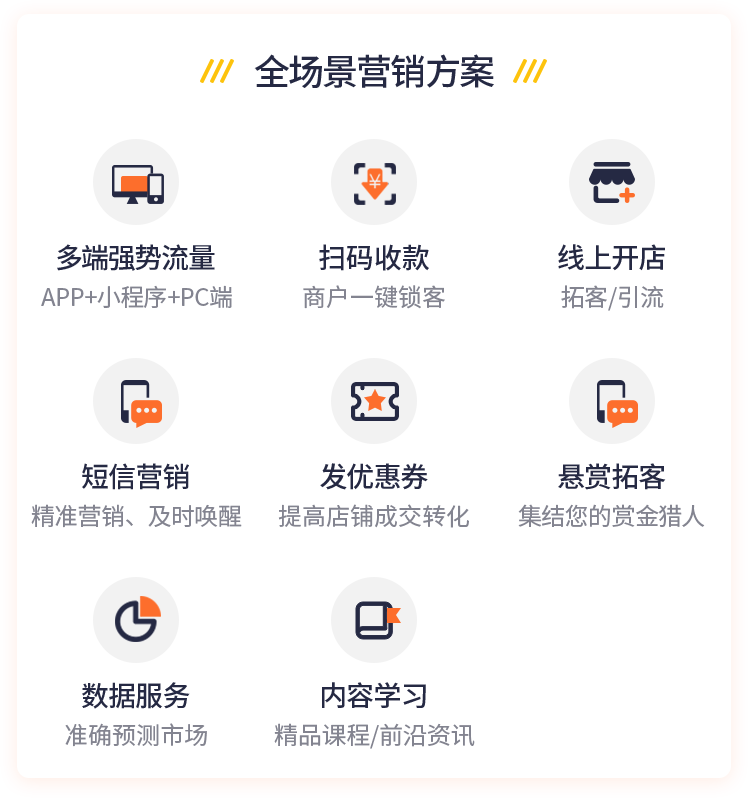 全场景营销方案
多端强势流量
APP+小程序+PC端
扫码收款
商户一键锁客
线上开店
拓客/引流
短信营销
精准营销、及时唤醒
发优惠券
提高店铺成交转化
悬赏拓客
集结您的赏金猎人
数据服务
准确预测市场
内容学习
精品课程/前沿资讯